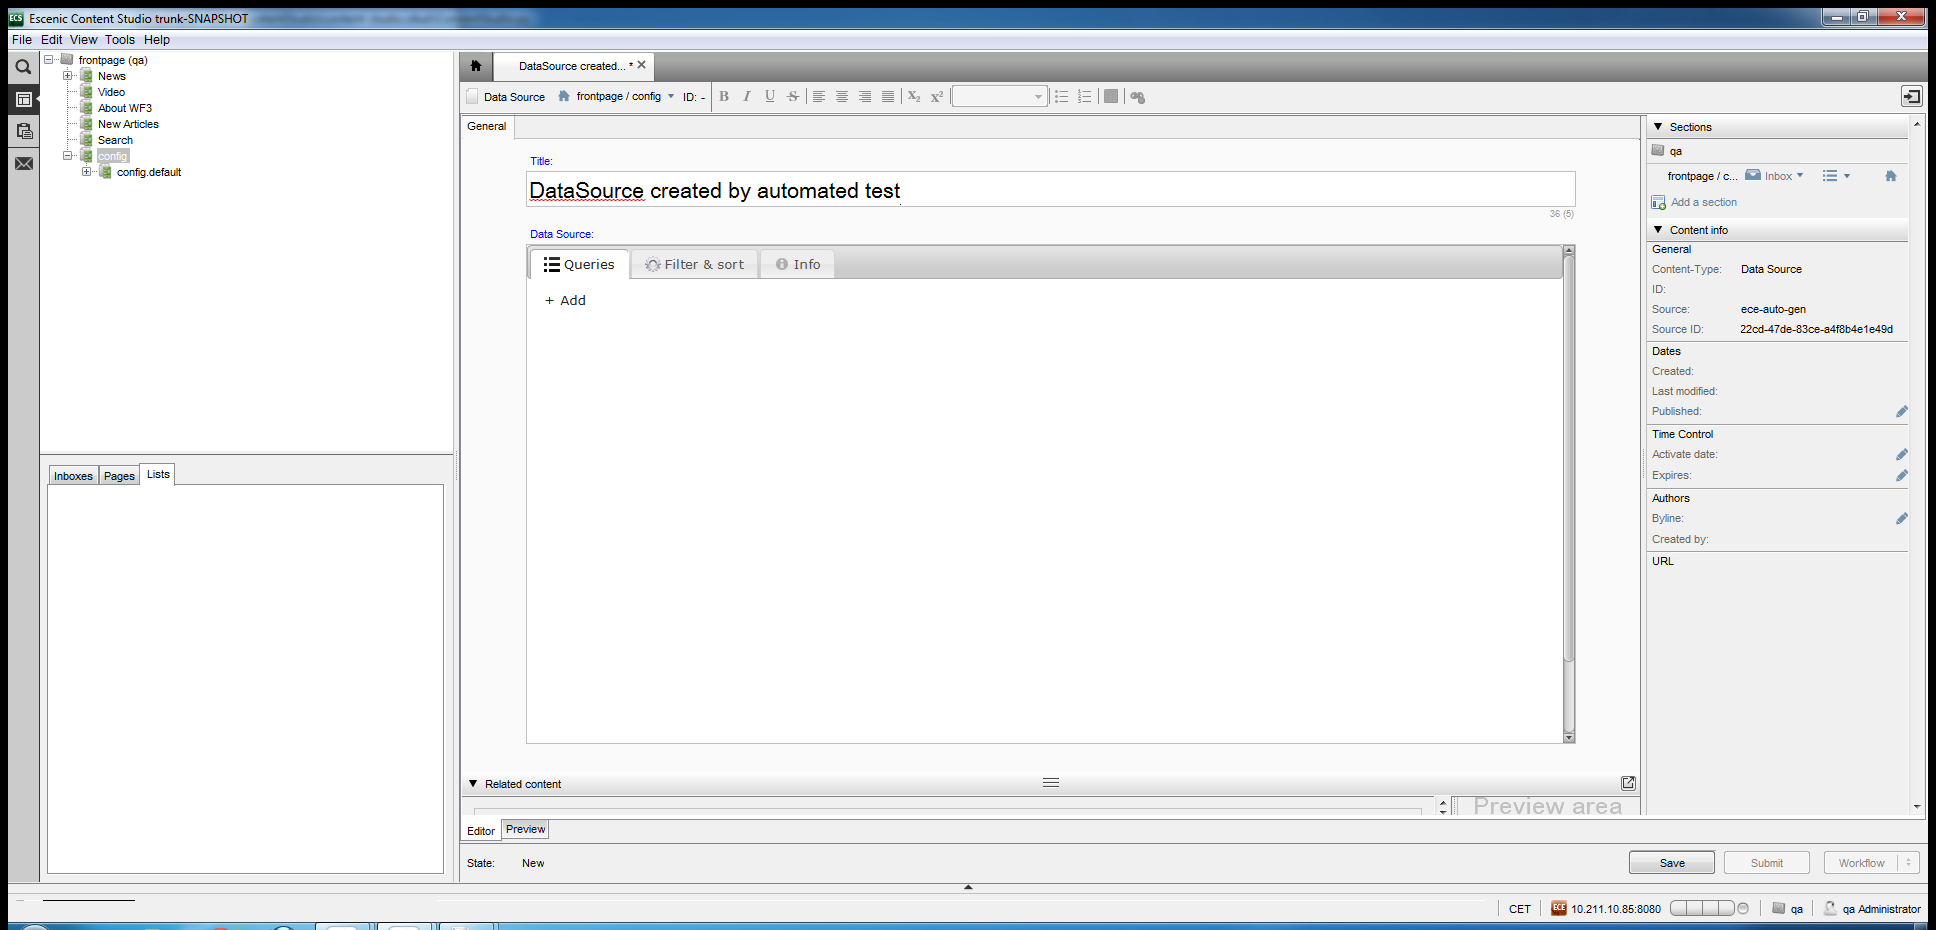 Escenic Content Studio trunk-SNAPSHOT
File Edit View Tools Help
frontpage (qa)
News
Video
About WF3
New Articles
Search
config
config.default
Inboxes Pages Lists
DataSource created... *
Data Source frontpage / config ID: - B I U S X2 X2
General
Title:
DataSource created by automated test
36 (5)
Data Source:
Queries Filter & sort Info
+ Add
Related content
Preview area
Editor Preview
State: New
Save Submit Workflow
Sections
qa
frontpage / c... Inbox
Add a section
Content info
General
Content-Type: Data Source
ID:
Source: ece-auto-gen
Source ID: 22cd-47de-83ce-a4f8b4e1e49d
Dates
Created:
Last modified:
Published:
Time Control
Activate date:
Expires:
Authors
Byline:
Created by:
URL
CET ECE 10.211.10.85:8080 qa qa Administrator